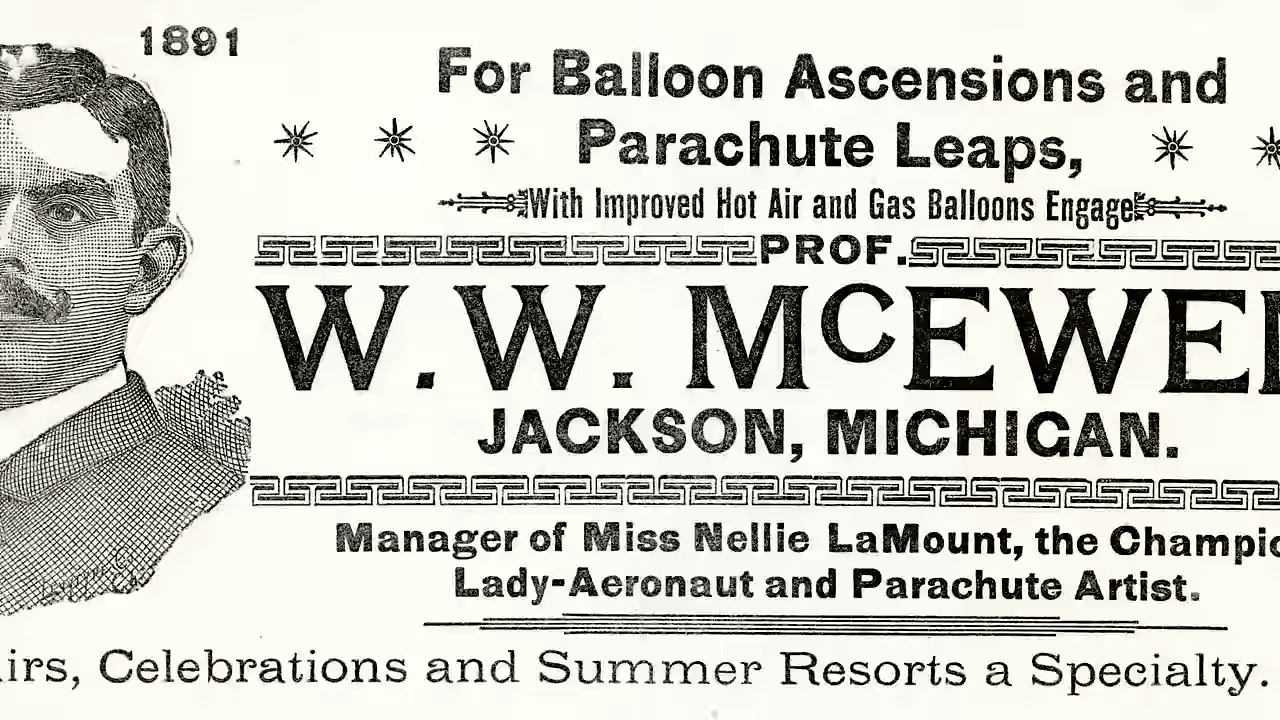 1891
For Balloon Ascensions and
Parachute Leaps,
With Improved Hot Air and Gas Balloons Engage
PROF.
W. W. McEWE
JACKSON, MICHIGAN.
Manager of Miss Nellie LaMount, the Champio
Lady-Aeronaut and Parachute Artist.
irs, Celebrations and Summer Resorts a Specialty.